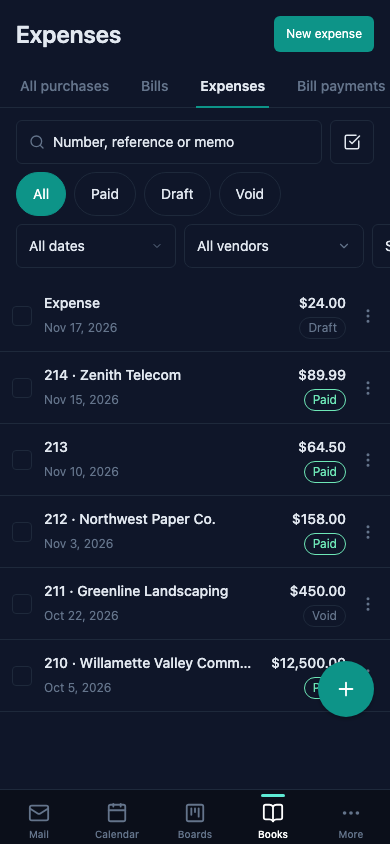 Expenses
New expense
All purchases
Bills
Expenses
Bill payments
Number, reference or memo
All
Paid
Draft
Void
All dates
All vendors
Expense
$24.00
Nov 17, 2026
Draft
214 · Zenith Telecom
$89.99
Nov 15, 2026
Paid
213
$64.50
Nov 10, 2026
Paid
212 · Northwest Paper Co.
$158.00
Nov 3, 2026
Paid
211 · Greenline Landscaping
$450.00
Oct 22, 2026
Void
210 · Willamette Valley Comm...
$12,500.00
Oct 5, 2026
Mail
Calendar
Boards
Books
More